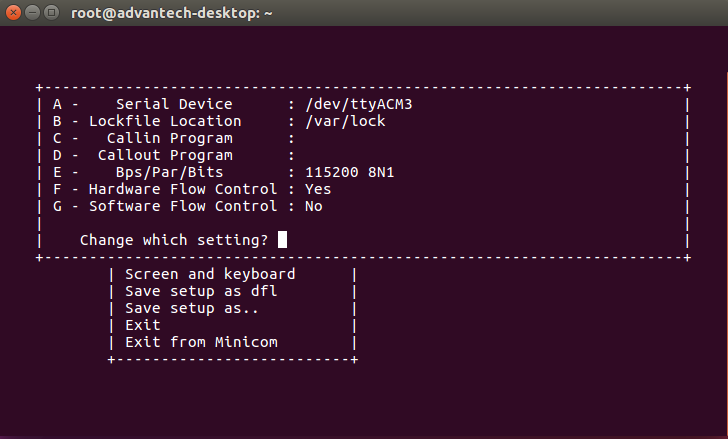 root@advantech-desktop: ~
+-----------------------------------------------------------------------+
| A -    Serial Device      : /dev/ttyACM3                              |
| B - Lockfile Location     : /var/lock                                 |
| C -   Callin Program      :                                           |
| D -  Callout Program      :                                           |
| E -    Bps/Par/Bits       : 115200 8N1                                |
| F - Hardware Flow Control : Yes                                       |
| G - Software Flow Control : No                                        |
|                                                                       |
|    Change which setting?                                              |
+-----------------------------------------------------------------------+
| Screen and keyboard      |
| Save setup as dfl        |
| Save setup as..          |
| Exit                     |
| Exit from Minicom        |
+--------------------------+